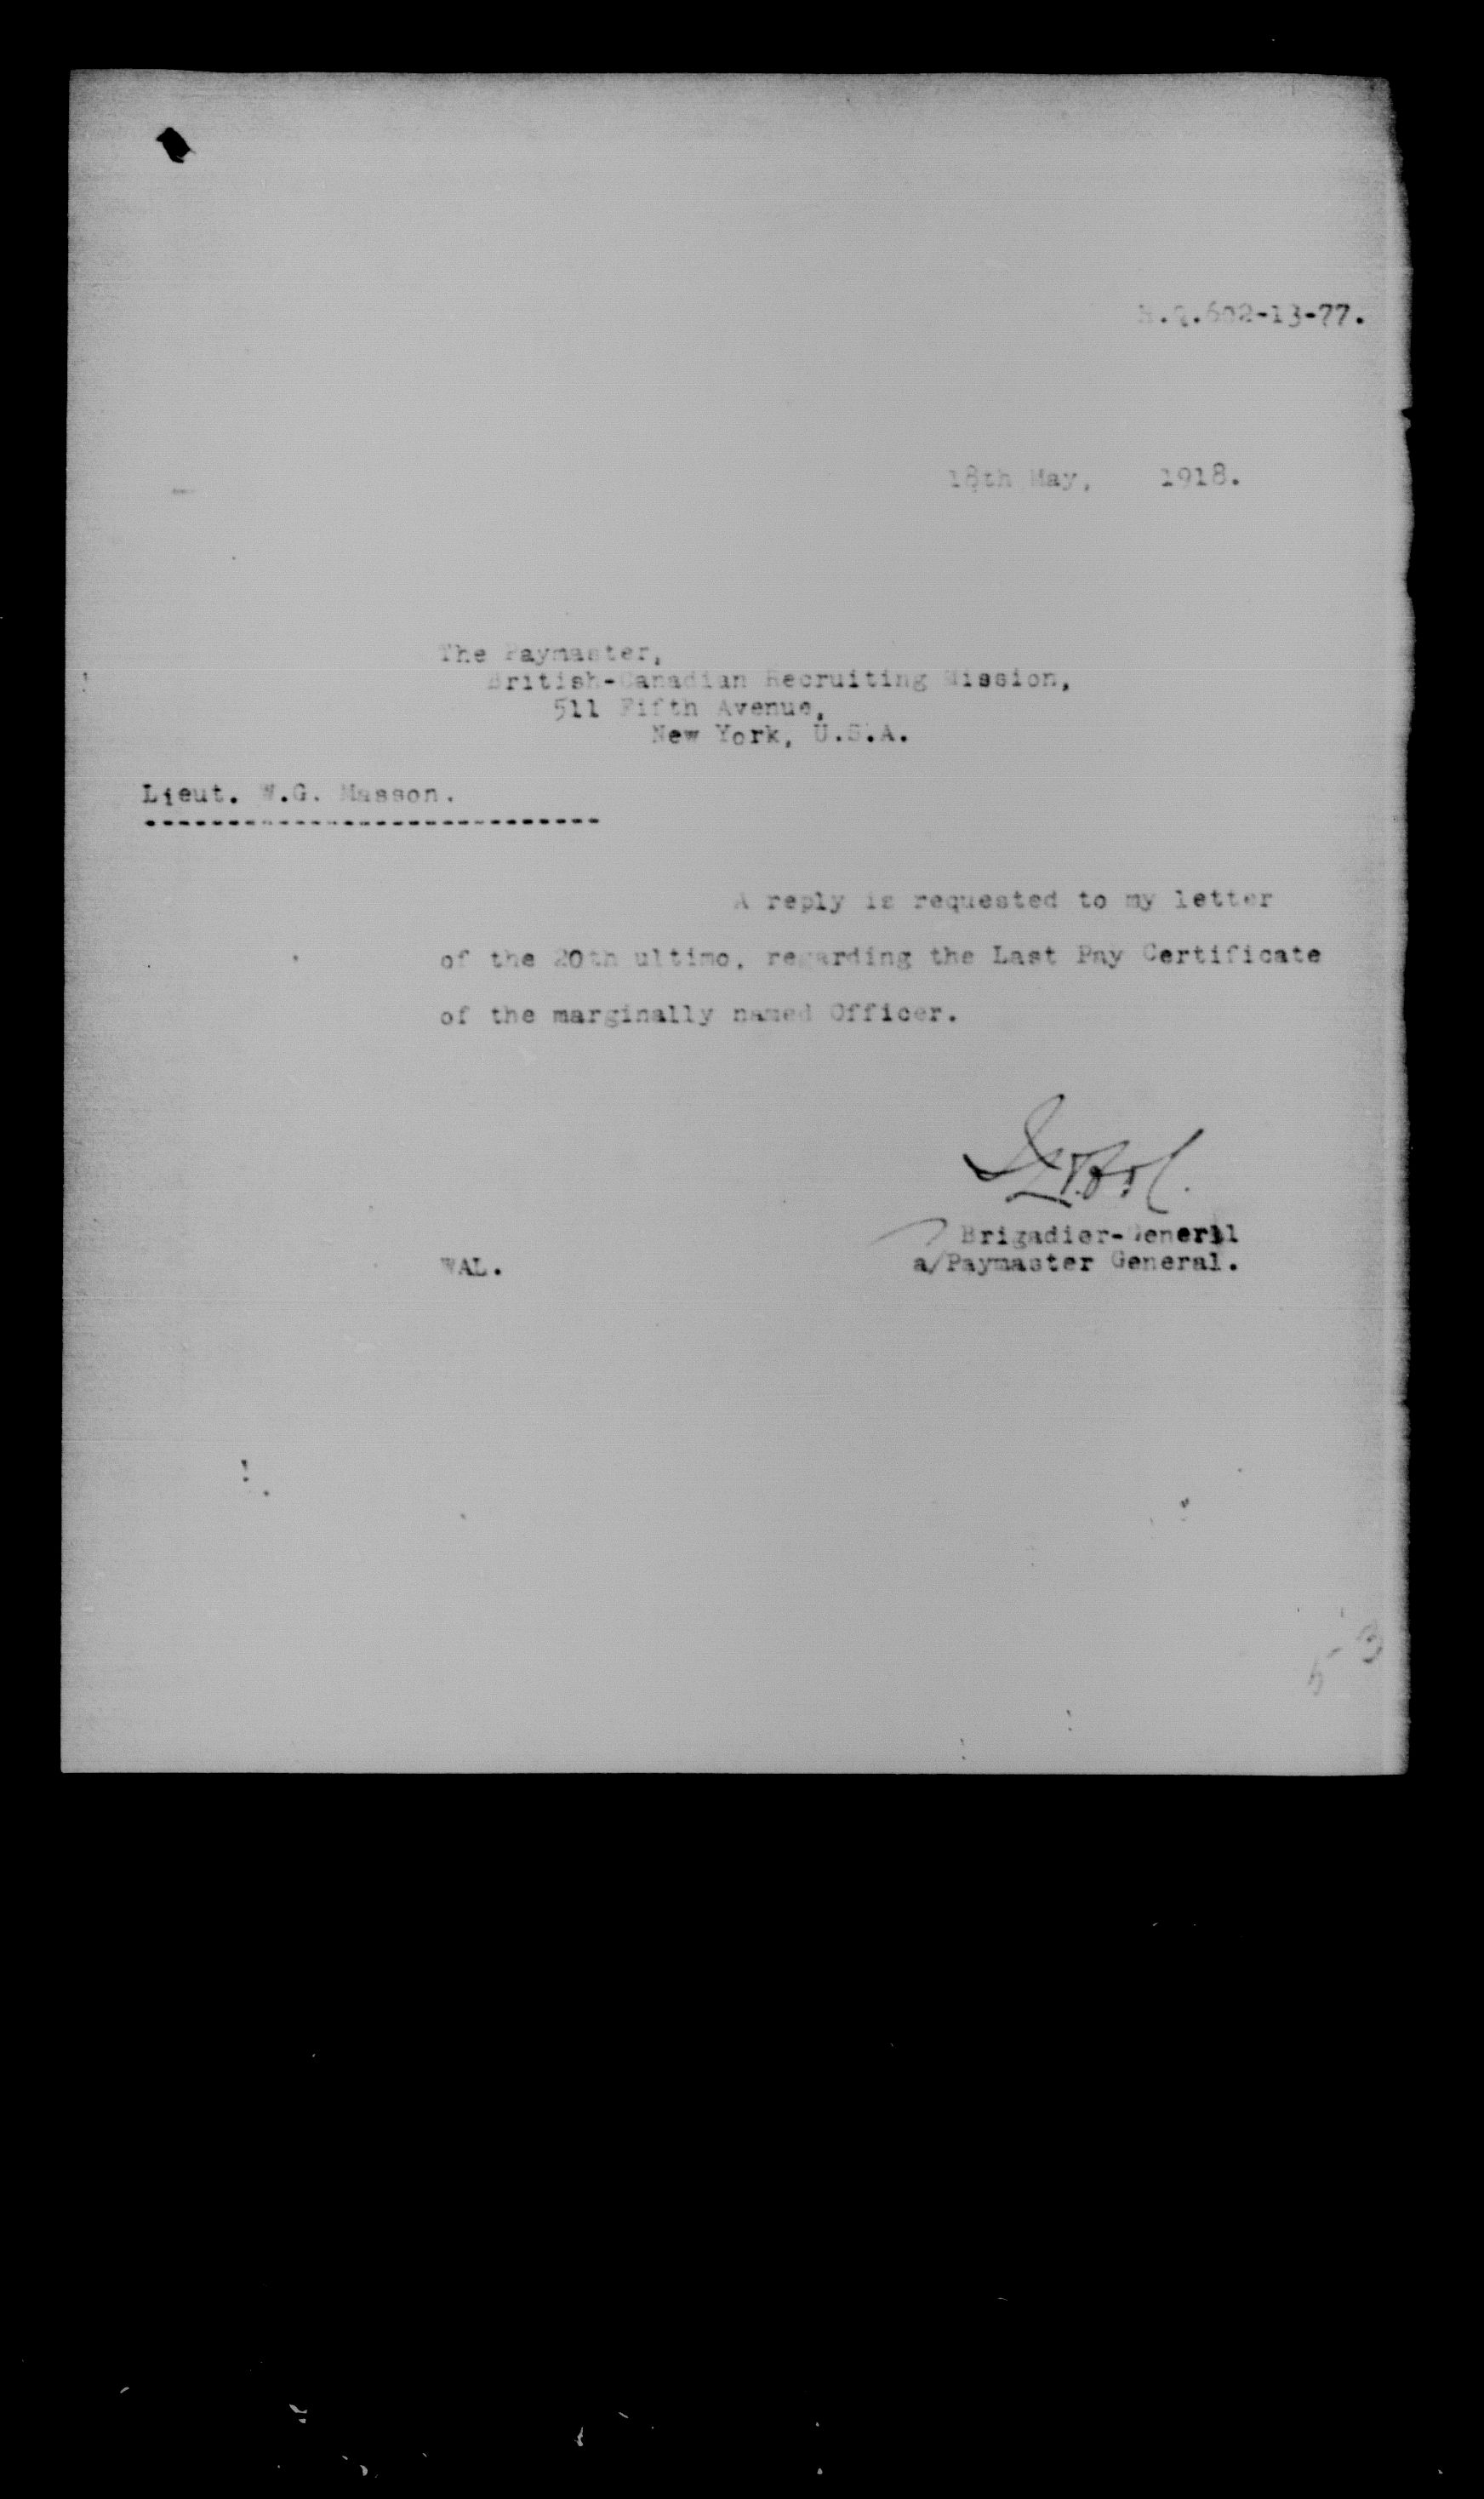 H.Q.602-13-77.
18th May, 1918.
The Paymaster,
British-Canadian Recruiting Mission,
511 Fifth Avenue,
New York, U.S.A.
Lieut. W.G. Masson.
A reply is requested to my letter
of the 20th ultimo, regarding the Last Pay Certificate
of the marginally named Officer.
Brigadier-General
WAL. a/Paymaster General.
53